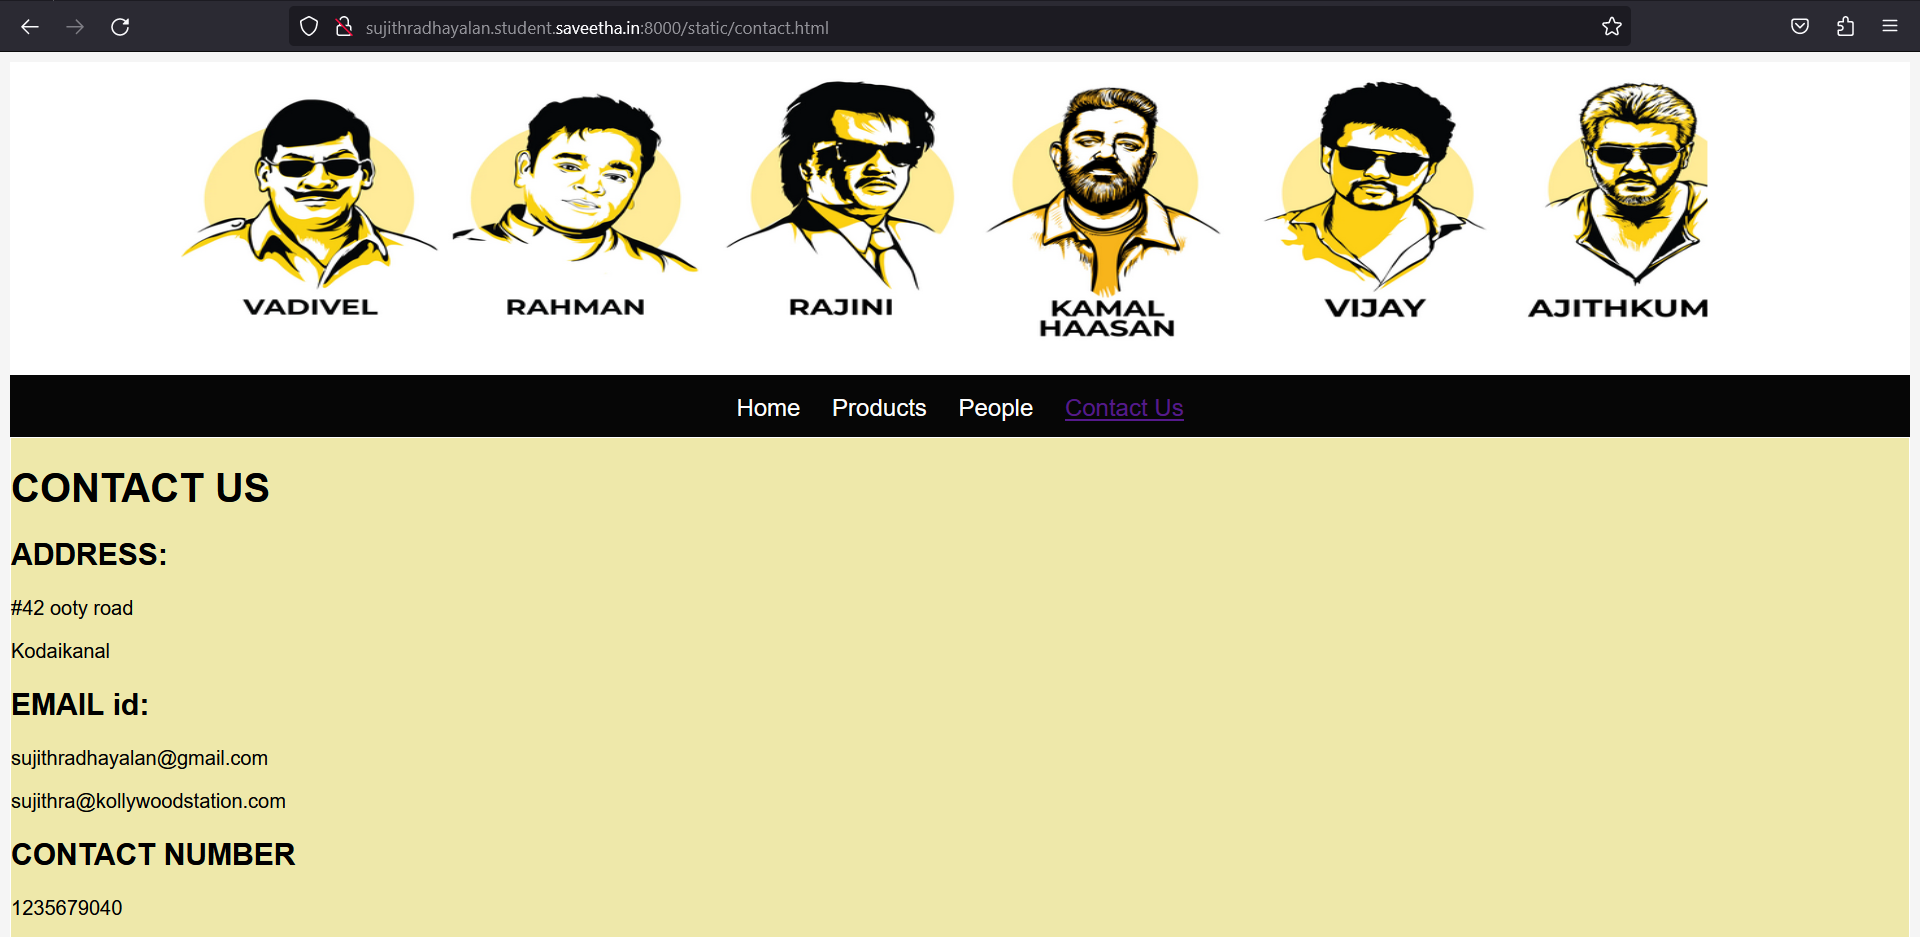 sujithradhayalan.student.saveetha.in:8000/static/contact.html
VADIVEL
RAHMAN
RAJINI
KAMAL
HAASAN
VIJAY
AJITHKUM
Home Products People Contact Us
CONTACT US
ADDRESS:
#42 ooty road
Kodaikanal
EMAIL id:
sujithradhayalan@gmail.com
sujithra@kollywoodstation.com
CONTACT NUMBER
1235679040